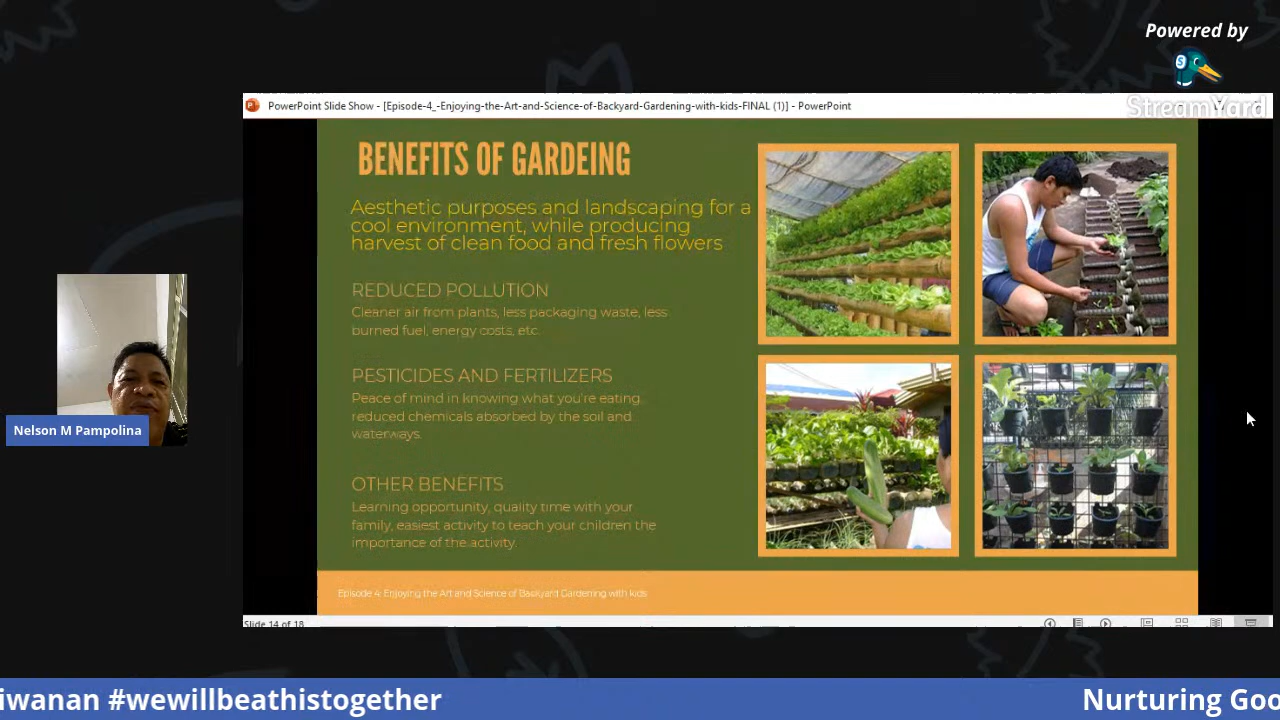 Powered by
StreamYard
PowerPoint Slide Show - [Episode-4_-Enjoying-the-Art-and-Science-of-Backyard-Gardening-with-kids-FINAL (1)] - PowerPoint
BENEFITS OF GARDEING
Aesthetic purposes and landscaping for a
cool environment, while producing
harvest of clean food and fresh flowers
REDUCED POLLUTION
Cleaner air from plants, less packaging waste, less
burned fuel, energy costs, etc.
PESTICIDES AND FERTILIZERS
Peace of mind in knowing what you're eating.
reduced chemicals absorbed by the soil and
waterways.
OTHER BENEFITS
Learning opportunity, quality time with your
family, easiest activity to teach your children the
importance of the activity.
Episode 4: Enjoying the Art and Science of Backyard Gardening with kids
Slide 14 of 18
Nelson M Pampolina
iwanan #wewillbeathistogether
Nurturing Goo